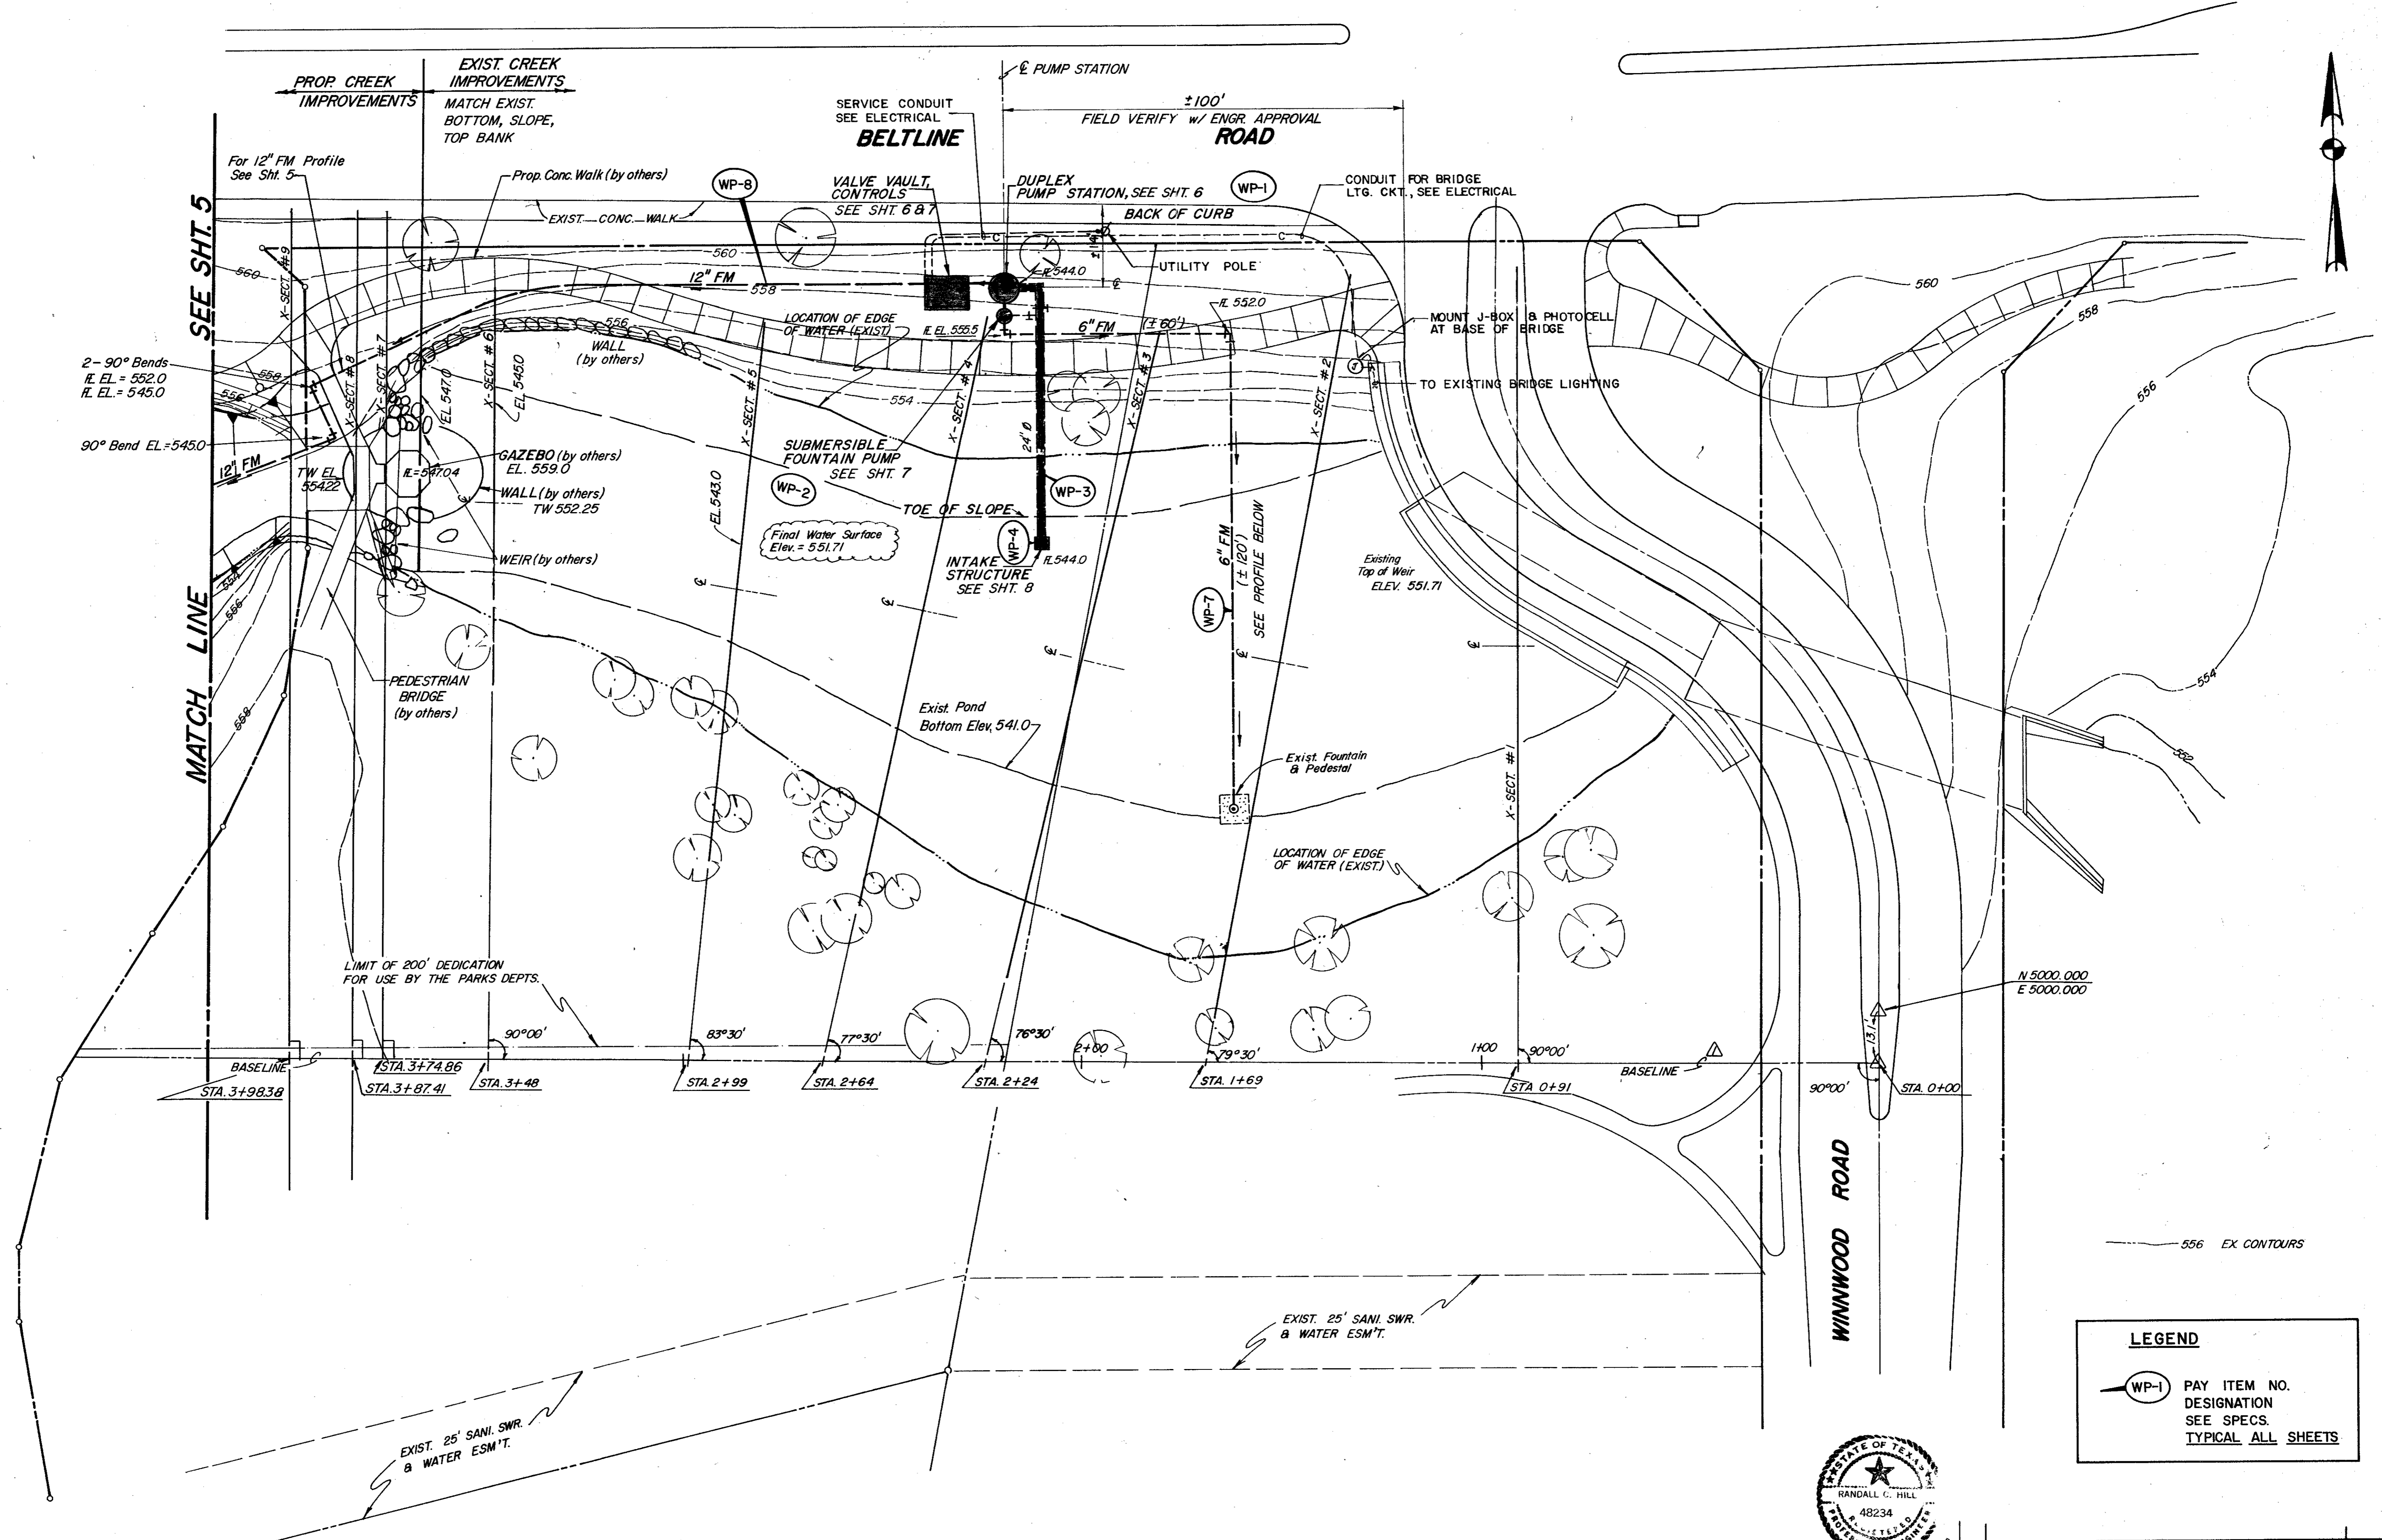 PROP. CREEK
IMPROVEMENTS
EXIST. CREEK
IMPROVEMENTS
MATCH EXIST.
BOTTOM, SLOPE,
TOP BANK
℄ PUMP STATION
±100'
FIELD VERIFY w/ ENGR. APPROVAL
SERVICE CONDUIT
SEE ELECTRICAL
BELTLINE
ROAD
For 12" FM Profile
See Sht. 5
Prop. Conc. Walk (by others)
EXIST. CONC. WALK
WP-8
VALVE VAULT,
CONTROLS
SEE SHT. 6 & 7
DUPLEX
PUMP STATION, SEE SHT. 6
WP-1
CONDUIT FOR BRIDGE
LTG. CKT., SEE ELECTRICAL
BACK OF CURB
C
C
UTILITY POLE
SEE SHT. 5
MATCH LINE
X-SECT. #9
560
560
560
12" FM
558
℄
FL 544.0
FL 552.0
LOCATION OF EDGE
OF WATER (EXIST.)
FL EL. 555.5
6" FM
(±60')
MOUNT J-BOX & PHOTOCELL
AT BASE OF BRIDGE
J
TO EXISTING BRIDGE LIGHTING
556
WALL
(by others)
2-90° Bends
FL EL. = 552.0
FL EL. = 545.0
90° Bend EL.=545.0
12" FM
558
556
X-SECT. #8
X-SECT. #7
X-SECT. #6
EL. 547.0
EL. 545.0
X-SECT. #5
X-SECT. #4
X-SECT. #3
X-SECT. #2
X-SECT. #1
554
24" Ø
TW EL.
554.22
FL=547.04
℄
GAZEBO (by others)
EL. 559.0
WALL (by others)
TW 552.25
WEIR (by others)
EL. 543.0
SUBMERSIBLE
FOUNTAIN PUMP
SEE SHT. 7
WP-2
WP-3
TOE OF SLOPE
WP-4
Final Water Surface
Elev. = 551.71
INTAKE
STRUCTURE
SEE SHT. 8
FL 544.0
6" FM
(±120')
SEE PROFILE BELOW
WP-7
Existing
Top of Weir
ELEV. 551.71
℄
℄
℄
℄
℄
554
556
558
PEDESTRIAN
BRIDGE
(by others)
Exist. Pond
Bottom Elev. 541.0
Exist. Fountain
& Pedestal
LOCATION OF EDGE
OF WATER (EXIST.)
560
558
556
554
552
LIMIT OF 200' DEDICATION
FOR USE BY THE PARKS DEPTS.
N 5000.000
E 5000.000
13.1'
90°00'
83°30'
77°30'
76°30'
2+00
79°30'
1+00
90°00'
BASELINE
BASELINE
90°00'
STA. 3+98.38
STA. 3+87.41
STA. 3+74.86
STA. 3+48
STA. 2+99
STA. 2+64
STA. 2+24
STA. 1+69
STA. 0+91
STA. 0+00
WINNWOOD ROAD
556 EX. CONTOURS
EXIST. 25' SANI. SWR.
& WATER ESM'T.
EXIST. 25' SANI. SWR.
& WATER ESM'T.
LEGEND
WP-1
PAY ITEM NO.
DESIGNATION
SEE SPECS.
TYPICAL ALL SHEETS
STATE OF TEXAS
RANDALL C. HILL
48234
REGISTERED